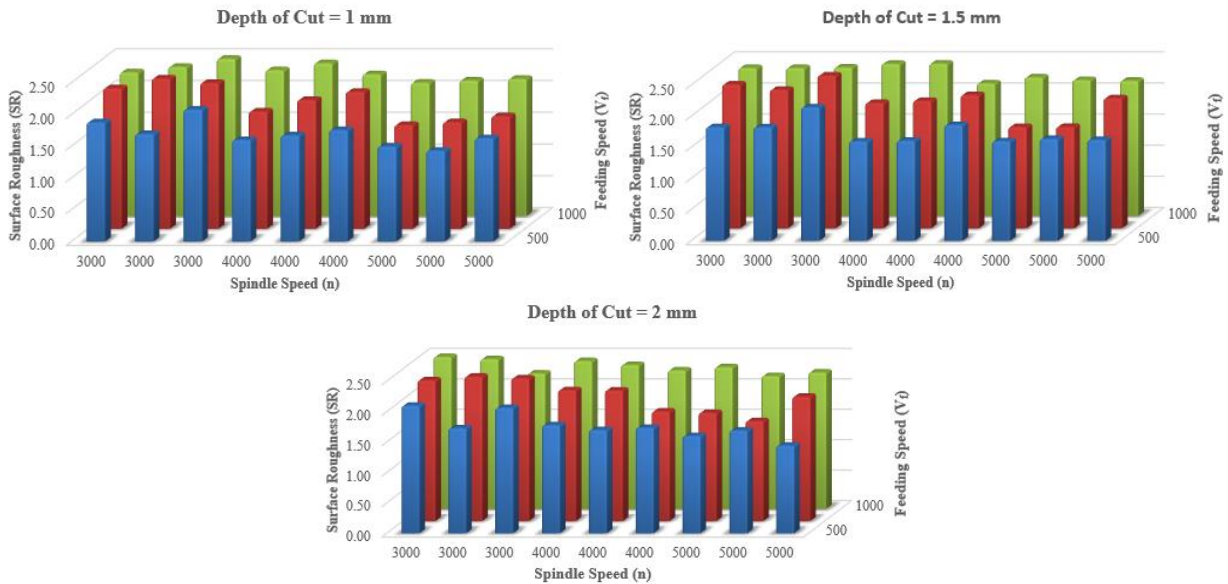 Depth of Cut = 1 mm
Surface Roughness (SR)
2.50
2.00
1.50
1.00
0.50
0.00
3000 3000 3000 4000 4000 4000 5000 5000 5000
Spindle Speed (n)
500
1000
Feeding Speed (Vf)
Depth of Cut = 1.5 mm
Surface Roughness (SR)
2.50
2.00
1.50
1.00
0.50
0.00
3000 3000 3000 4000 4000 4000 5000 5000 5000
Spindle Speed (n)
500
1000
Feeding Speed (Vf)
Depth of Cut = 2 mm
Surface Roughness (SR)
2.50
2.00
1.50
1.00
0.50
0.00
3000 3000 3000 4000 4000 4000 5000 5000 5000
Spindle Speed (n)
500
1000
Feeding Speed (Vf)